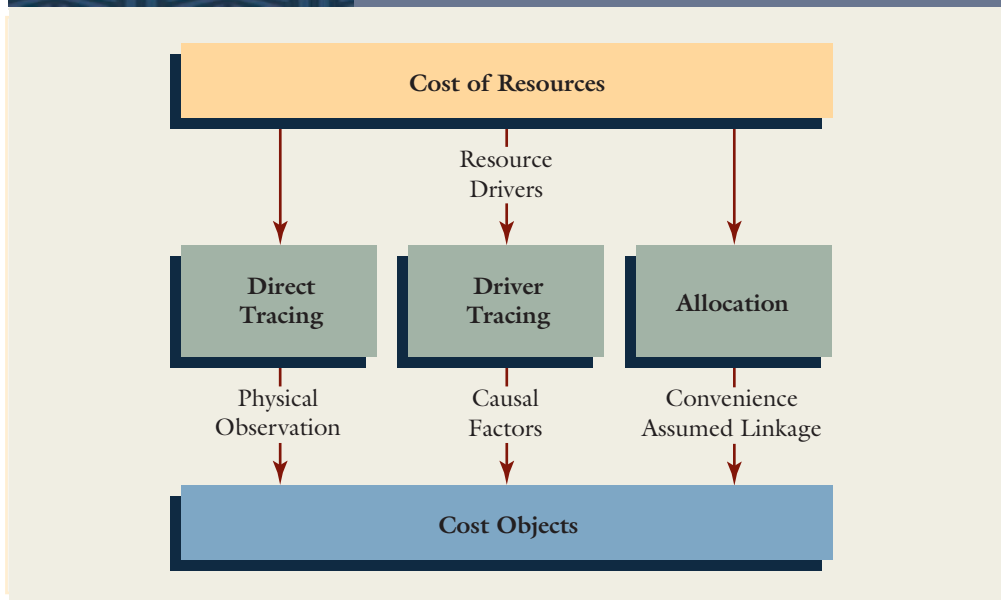 Cost of Resources
Resource
Drivers
Direct
Tracing
Driver
Tracing
Allocation
Physical
Observation
Causal
Factors
Convenience
Assumed Linkage
Cost Objects